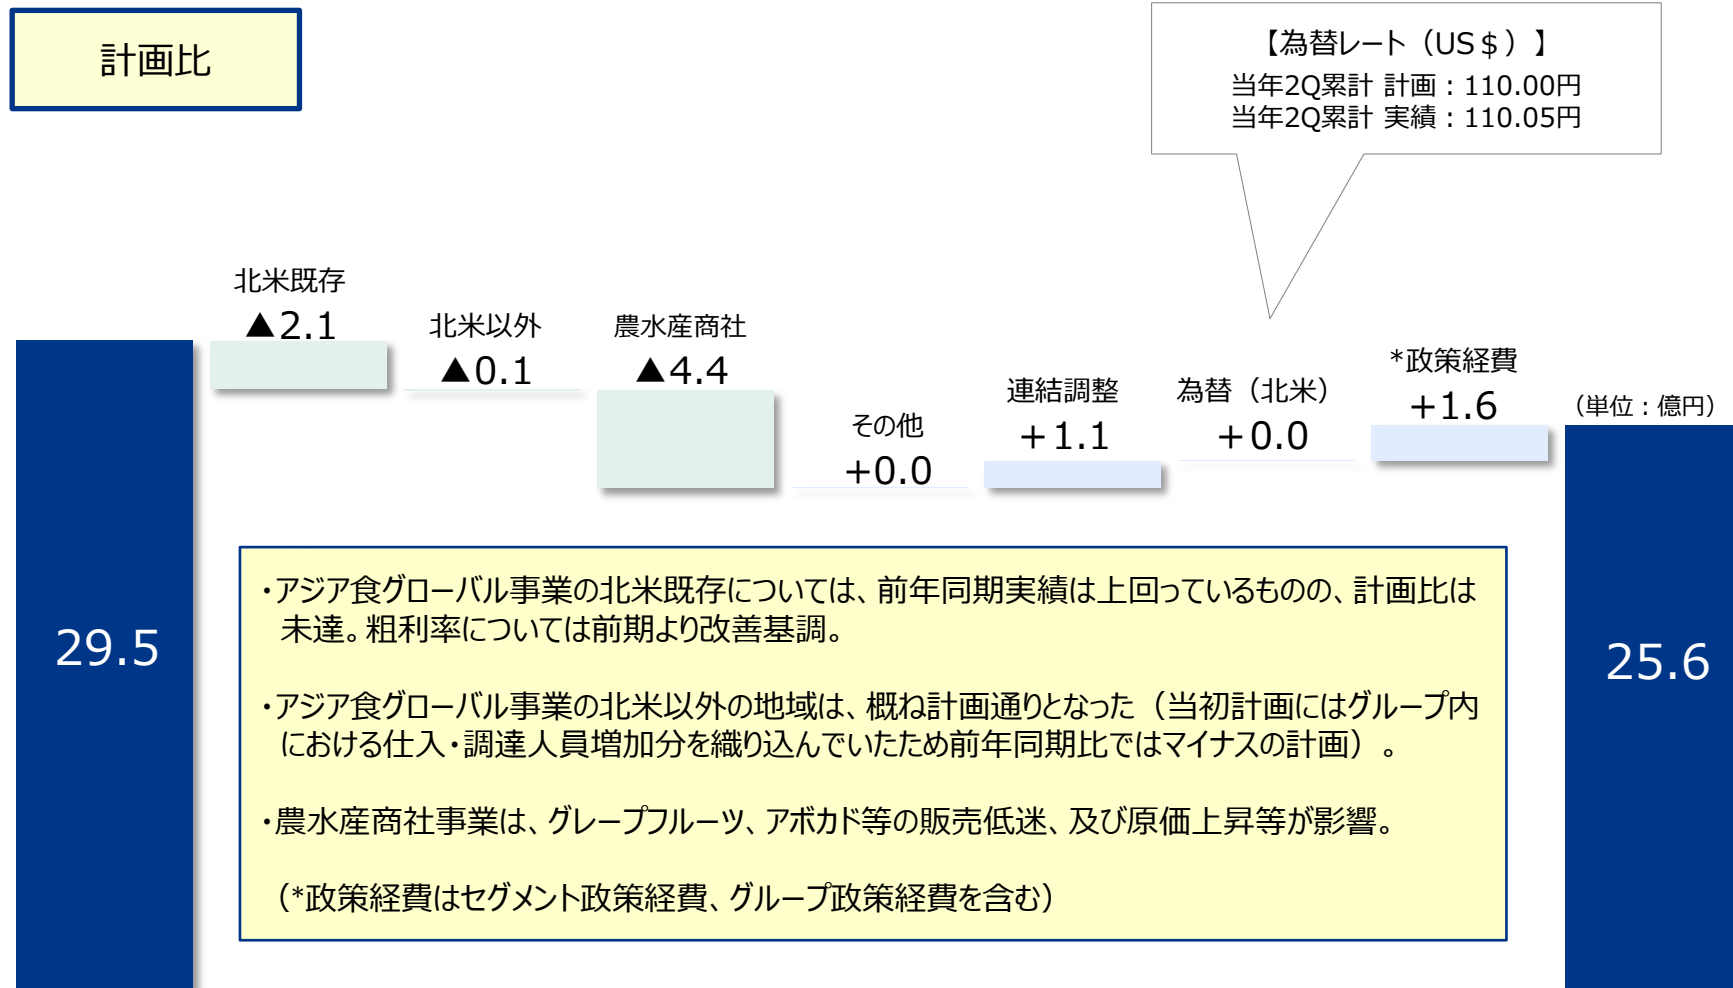 計画比
【為替レート（US＄）】
当年2Q累計 計画：110.00円
当年2Q累計 実績：110.05円
北米既存
▲2.1
北米以外
▲0.1
農水産商社
▲4.4
その他
+0.0
連結調整
＋1.1
為替（北米）
＋0.0
*政策経費
+1.6
（単位：億円）
29.5
25.6
・アジア食グローバル事業の北米既存については、前年同期実績は上回っているものの、計画比は
未達。粗利率については前期より改善基調。
・アジア食グローバル事業の北米以外の地域は、概ね計画通りとなった（当初計画にはグループ内
における仕入・調達人員増加分を織り込んでいたため前年同期比ではマイナスの計画）。
・農水産商社事業は、グレープフルーツ、アボカド等の販売低迷、及び原価上昇等が影響。
（*政策経費はセグメント政策経費、グループ政策経費を含む）